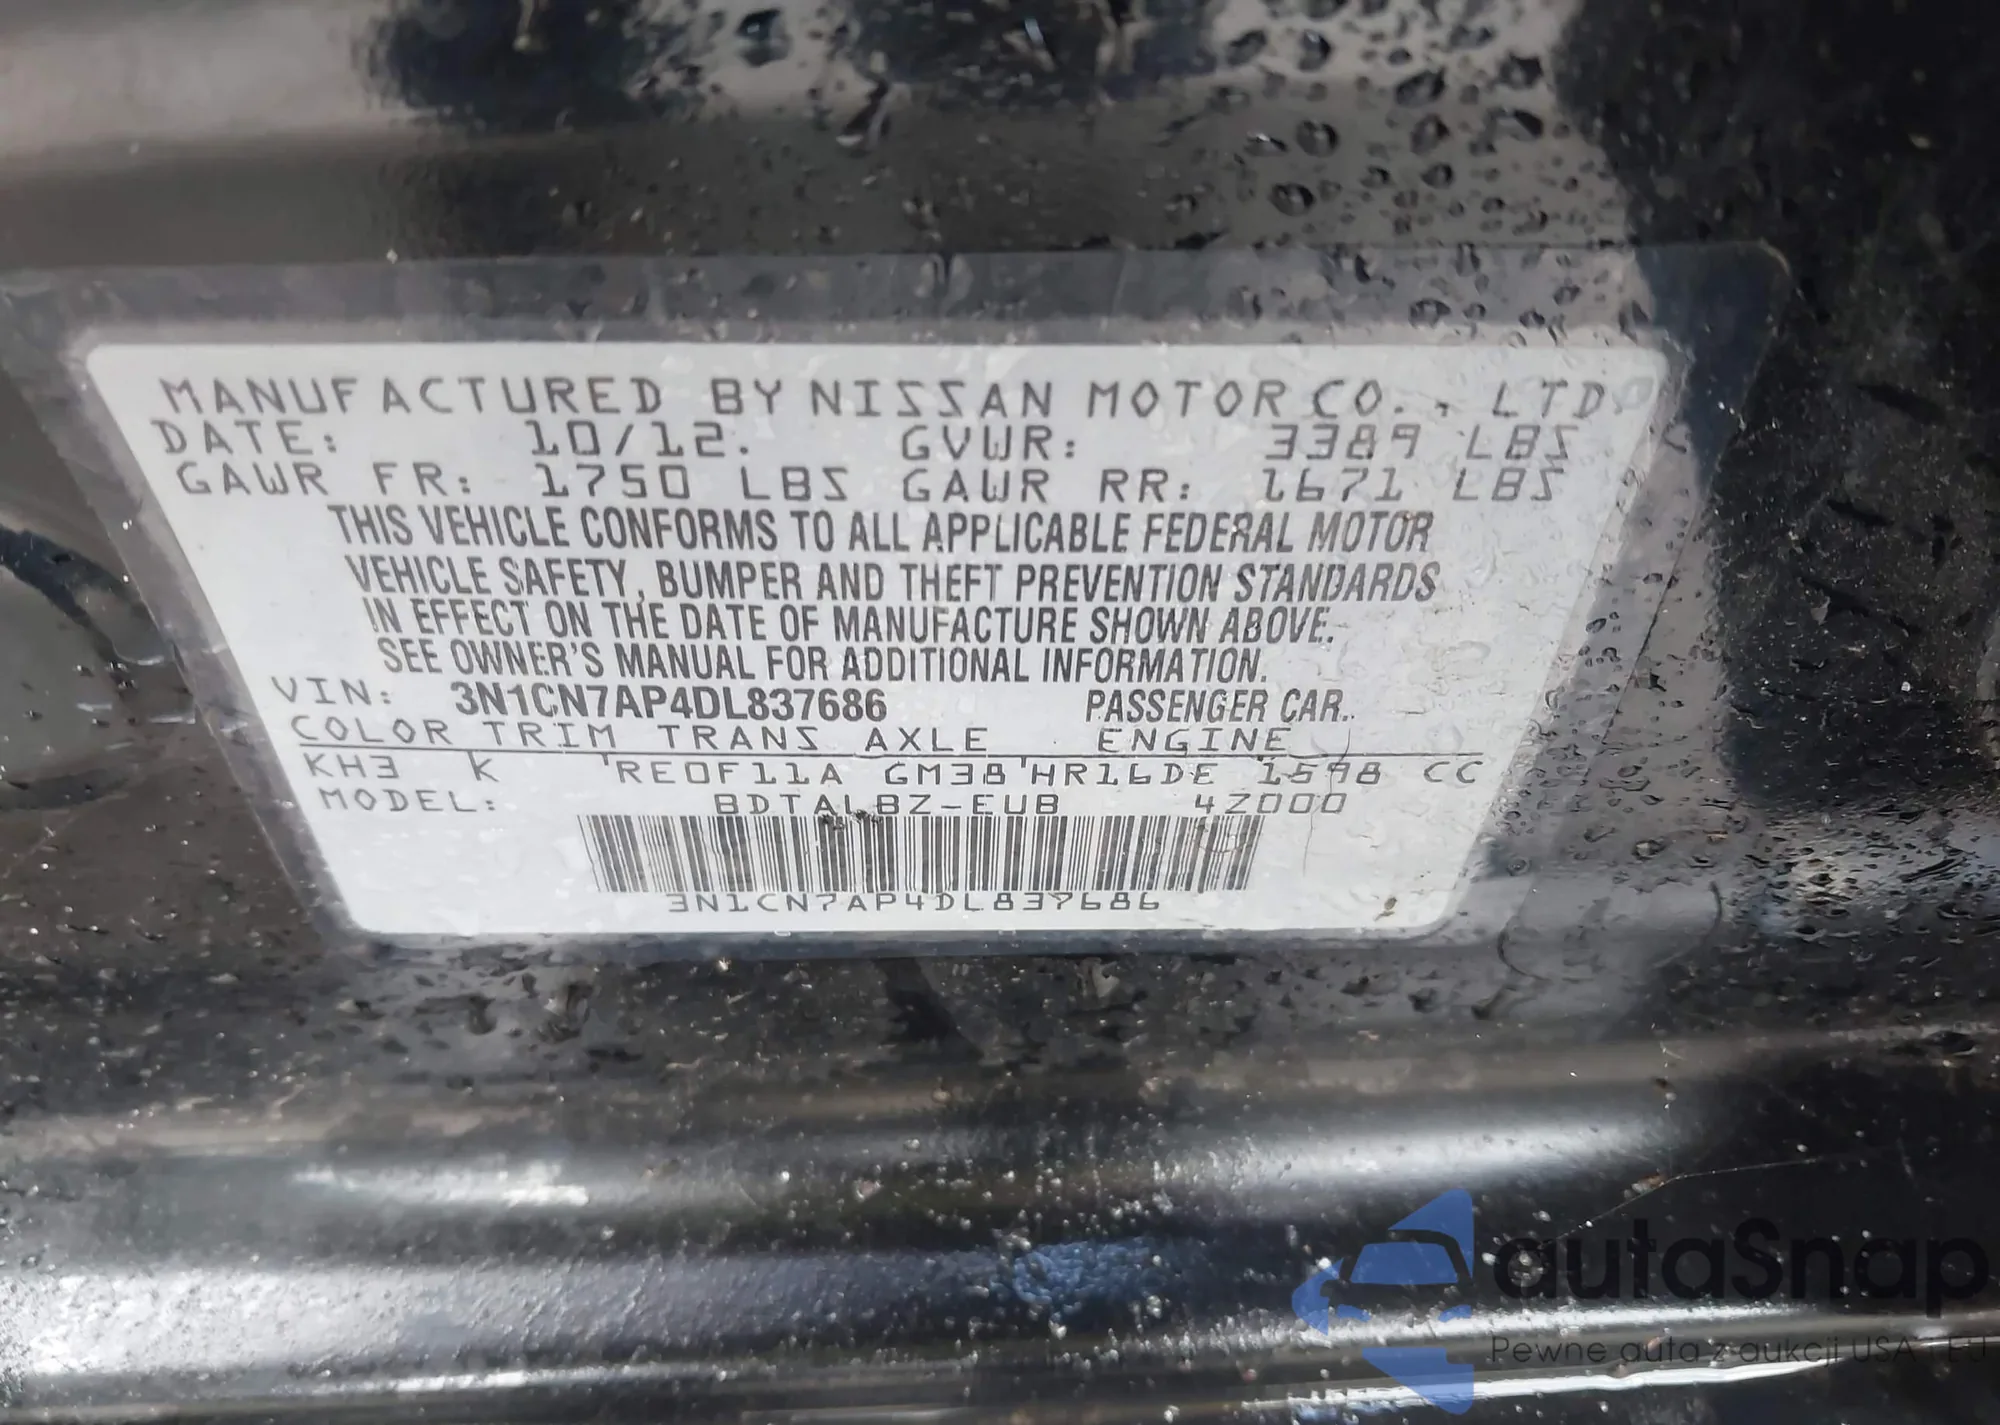 MANUFACTURED BY NISSAN MOTOR CO., LTD.
DATE: 10/12. GVWR: 3389 LBS
GAWR FR: 1750 LBS GAWR RR: 1671 LBS
THIS VEHICLE CONFORMS TO ALL APPLICABLE FEDERAL MOTOR
VEHICLE SAFETY, BUMPER AND THEFT PREVENTION STANDARDS
IN EFFECT ON THE DATE OF MANUFACTURE SHOWN ABOVE.
SEE OWNER'S MANUAL FOR ADDITIONAL INFORMATION.
VIN: 3N1CN7AP4DL837686 PASSENGER CAR.
COLOR TRIM TRANS AXLE ENGINE
KH3 K RE0F11A GM38 HR16DE 1598 CC
MODEL: BDTALBZ-EUB 4Z000
3N1CN7AP4DL837686
autoSnap
Pewne auta z aukcji USA i EU